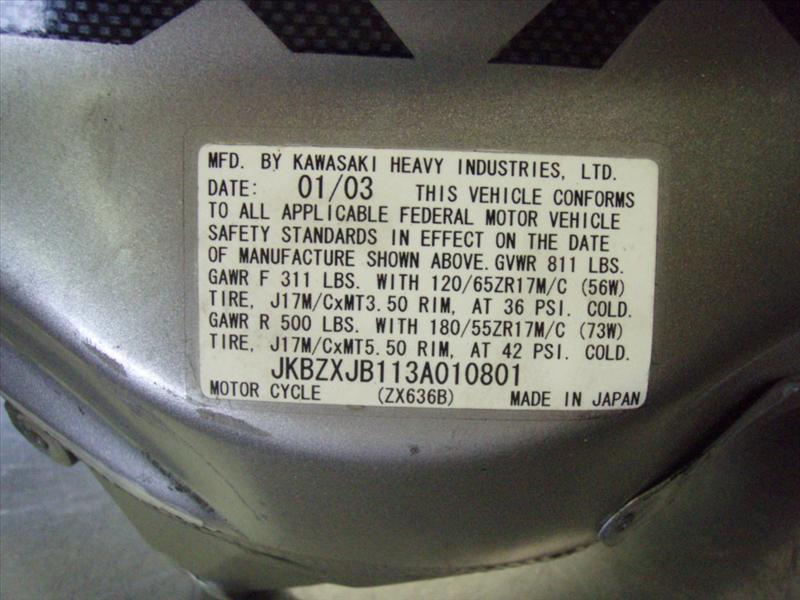 MFD. BY KAWASAKI HEAVY INDUSTRIES, LTD.
DATE: 01/03 THIS VEHICLE CONFORMS
TO ALL APPLICABLE FEDERAL MOTOR VEHICLE
SAFETY STANDARDS IN EFFECT ON THE DATE
OF MANUFACTURE SHOWN ABOVE. GVWR 811 LBS.
GAWR F 311 LBS. WITH 120/65ZR17M/C (56W)
TIRE, J17M/CxMT3.50 RIM, AT 36 PSI. COLD.
GAWR R 500 LBS. WITH 180/55ZR17M/C (73W)
TIRE, J17M/CxMT5.50 RIM, AT 42 PSI. COLD.
JKBZXJB113A010801
MOTOR CYCLE (ZX636B) MADE IN JAPAN